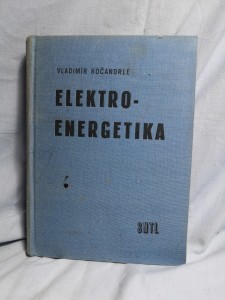 VLADIMÍR KOČANDRLE
ELEKTRO-
ENERGETIKA
SNTL